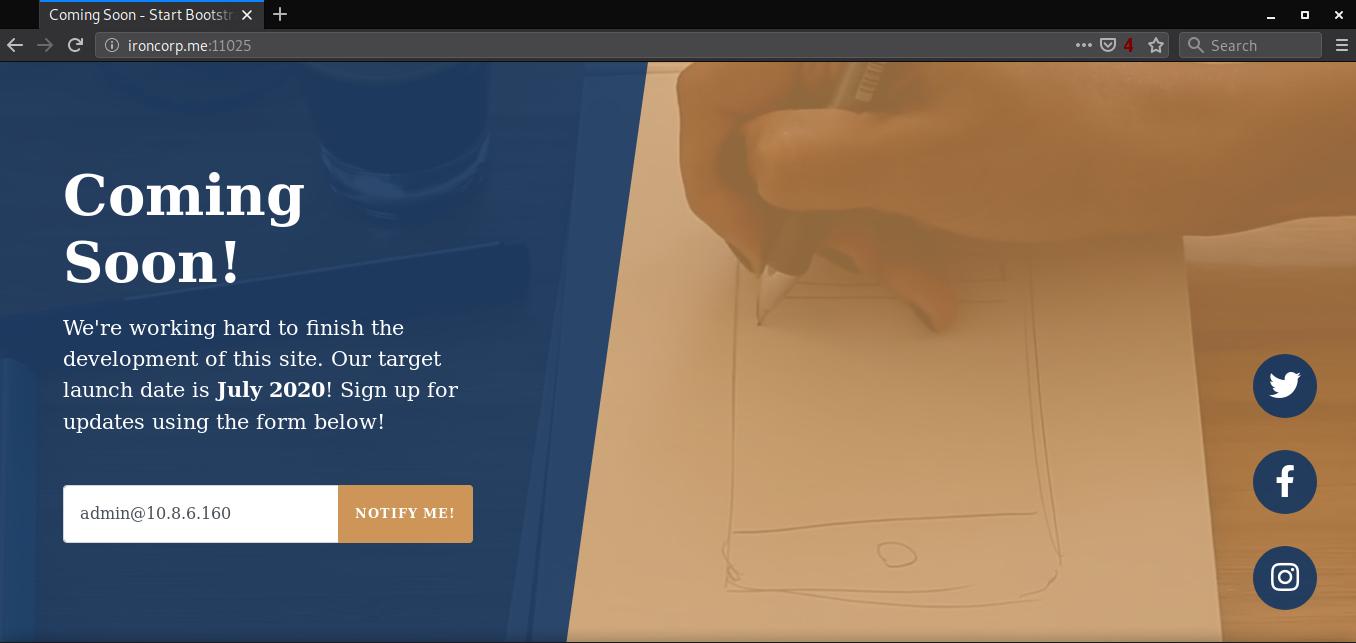 Coming Soon - Start Bootstr
ironcorp.me:11025
4
Search
Coming
Soon!
We're working hard to finish the
development of this site. Our target
launch date is July 2020! Sign up for
updates using the form below!
admin@10.8.6.160
NOTIFY ME!